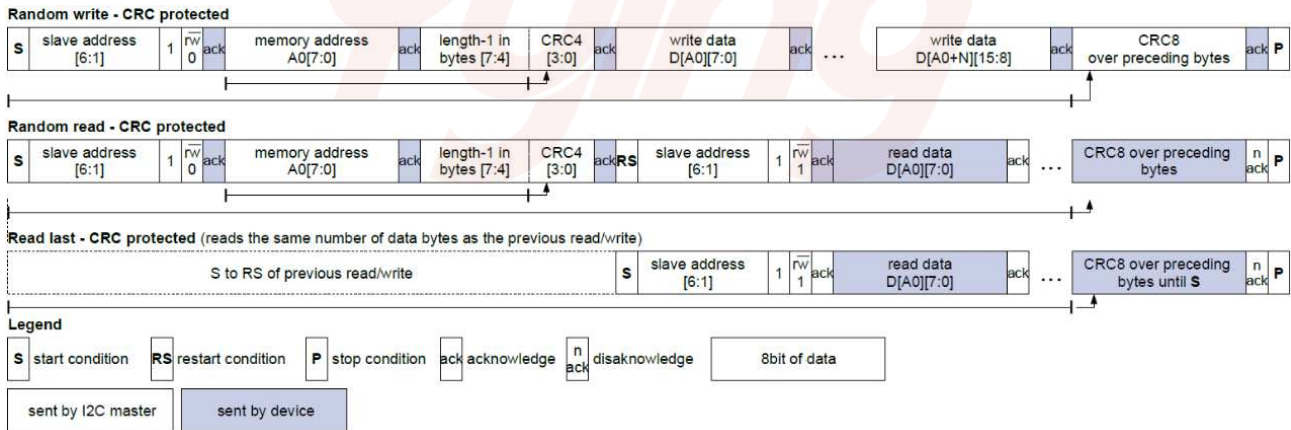 Random write - CRC protected
S slave address [6:1] 1 rw 0 ack memory address A0[7:0] ack length-1 in bytes [7:4] CRC4 [3:0] ack write data D[A0][7:0] ack ... write data D[A0+N][15:8] ack CRC8 over preceding bytes ack P
Random read - CRC protected
S slave address [6:1] 1 rw 0 ack memory address A0[7:0] ack length-1 in bytes [7:4] CRC4 [3:0] ack RS slave address [6:1] 1 rw 1 ack read data D[A0][7:0] ack ... CRC8 over preceding bytes n ack P
Read last - CRC protected (reads the same number of data bytes as the previous read/write)
S to RS of previous read/write S slave address [6:1] 1 rw 1 ack read data D[A0][7:0] ack ... CRC8 over preceding bytes until S n ack P
Legend
S start condition RS restart condition P stop condition ack acknowledge n ack disaknowledge 8bit of data
sent by I2C master sent by device